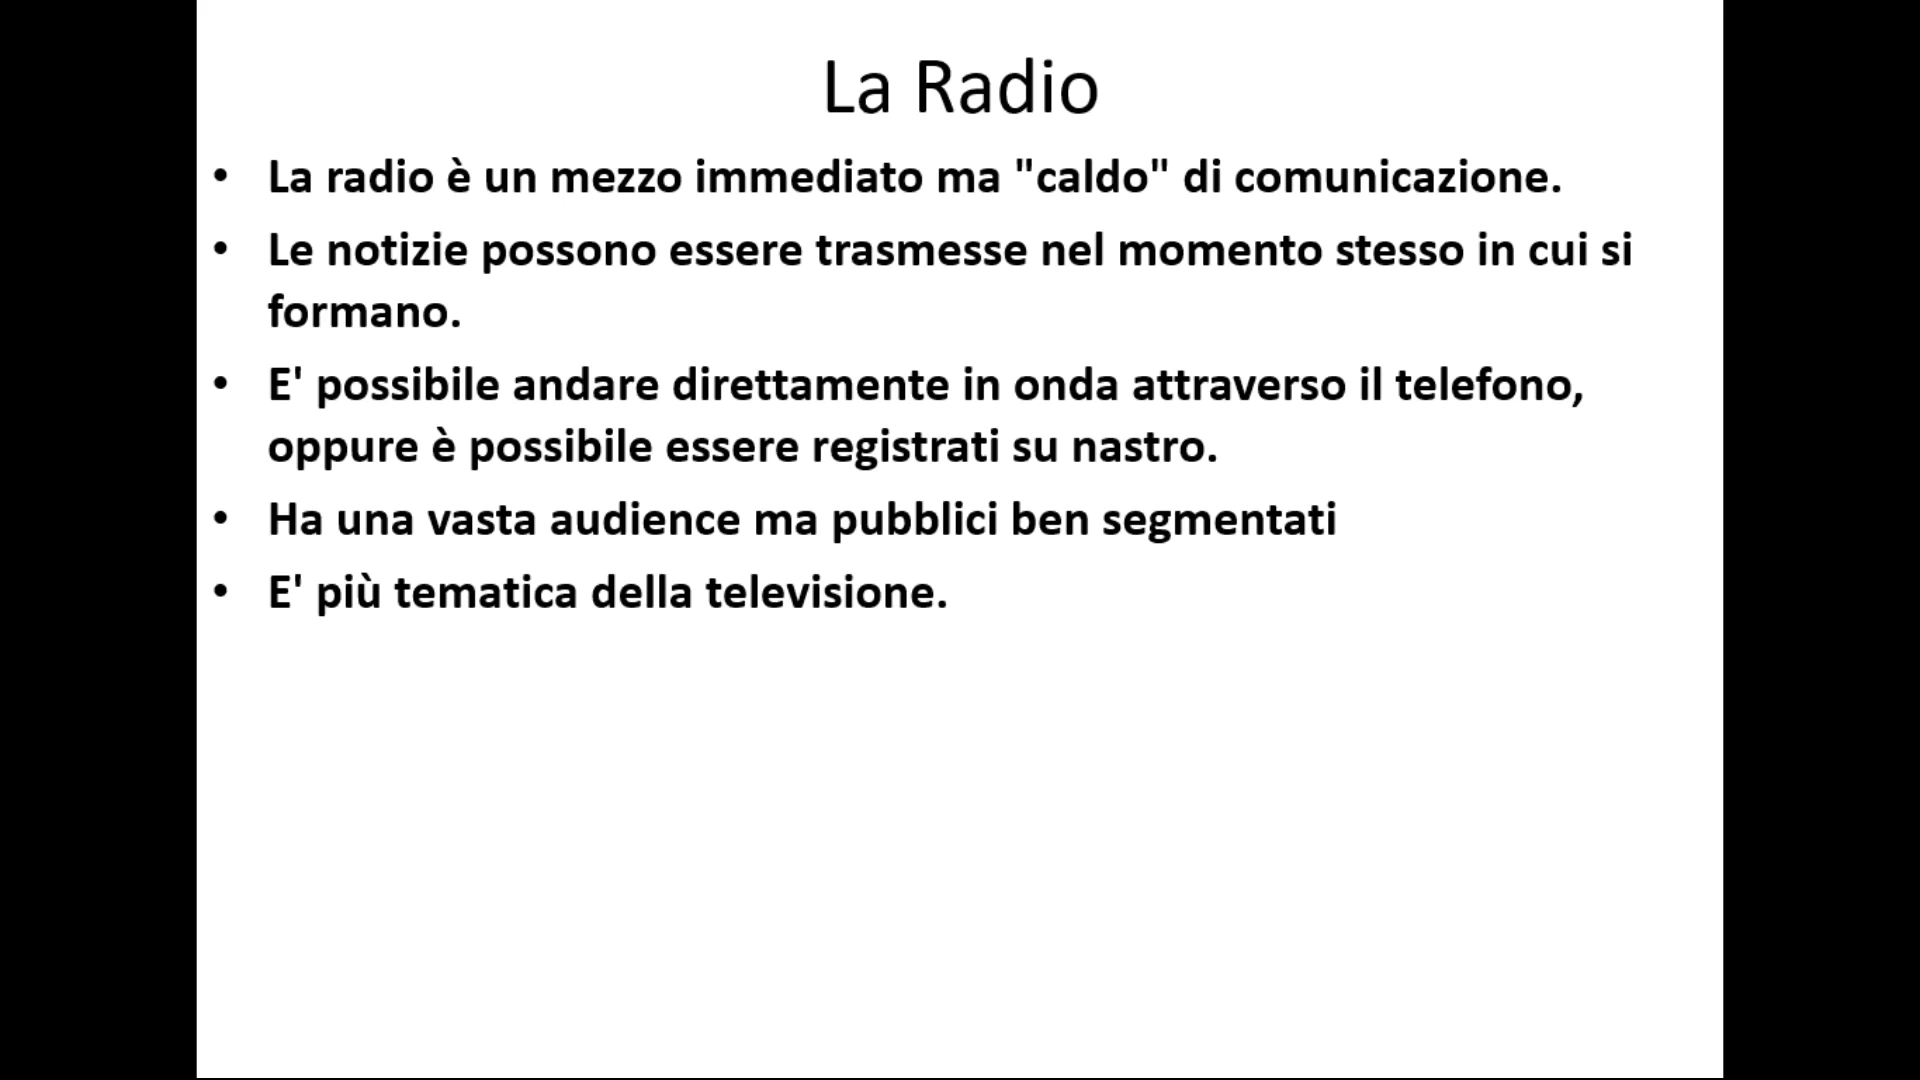 La Radio
• La radio è un mezzo immediato ma "caldo" di comunicazione.
• Le notizie possono essere trasmesse nel momento stesso in cui si
formano.
• E' possibile andare direttamente in onda attraverso il telefono,
oppure è possibile essere registrati su nastro.
• Ha una vasta audience ma pubblici ben segmentati
• E' più tematica della televisione.